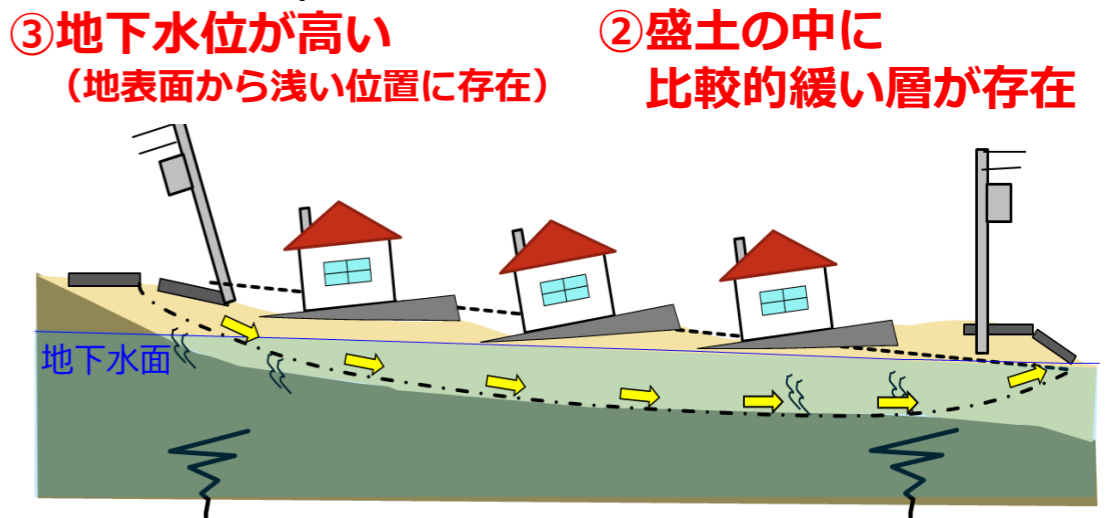 ③地下水位が高い
（地表面から浅い位置に存在）
②盛土の中に
比較的緩い層が存在
地下水面